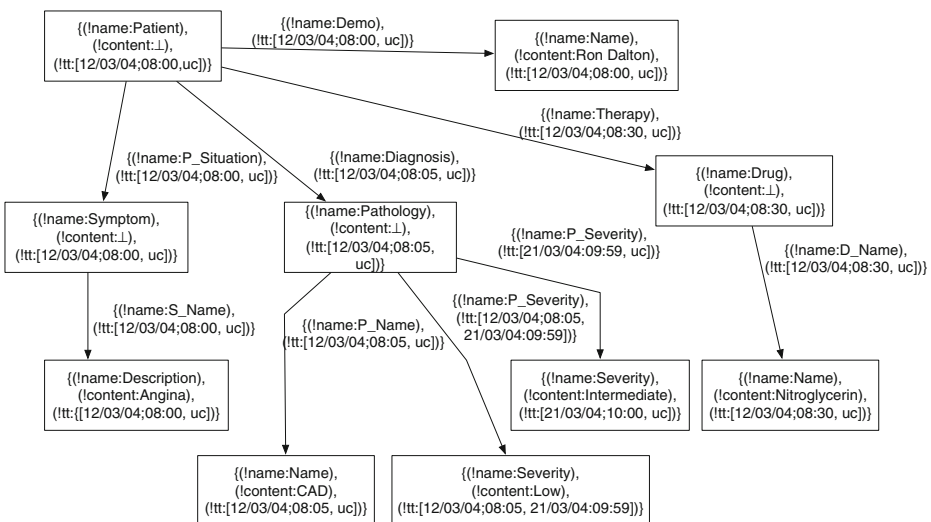 {(!name:Patient),
(!content:⊥),
(!tt:[12/03/04;08:00,uc])}
{(!name:Demo),
(!tt:[12/03/04;08:00, uc])}
{(!name:Name),
(!content:Ron Dalton),
(!tt:[12/03/04;08:00, uc])}
{(!name:Therapy),
(!tt:[12/03/04;08:30, uc])}
{(!name:P_Situation),
(!tt:[12/03/04;08:00, uc])}
{(!name:Diagnosis),
(!tt:[12/03/04;08:05, uc])}
{(!name:Drug),
(!content:⊥),
(!tt:[12/03/04;08:30, uc])}
{(!name:Symptom),
(!content:⊥),
(!tt:[12/03/04;08:00, uc])}
{(!name:Pathology),
(!content:⊥),
(!tt:[12/03/04;08:05,
uc])}
{(!name:P_Severity),
(!tt:[21/03/04:09:59, uc])}
{(!name:D_Name),
(!tt:[12/03/04;08:30, uc])}
{(!name:S_Name),
(!tt:[12/03/04;08:00, uc])}
{(!name:P_Name),
(!tt:[12/03/04;08:05, uc])}
{(!name:P_Severity),
(!tt:[12/03/04;08:05,
21/03/04:09:59])}
{(!name:Description),
(!content:Angina),
(!tt:{[12/03/04;08:00, uc])}
{(!name:Severity),
(!content:Intermediate),
(!tt:[21/03/04;10:00, uc])}
{(!name:Name),
(!content:Nitroglycerin),
(!tt:[12/03/04;08:30, uc])}
{(!name:Name),
(!content:CAD),
(!tt:[12/03/04;08:05, uc])}
{(!name:Severity),
(!content:Low),
(!tt:[12/03/04;08:05, 21/03/04:09:59])}